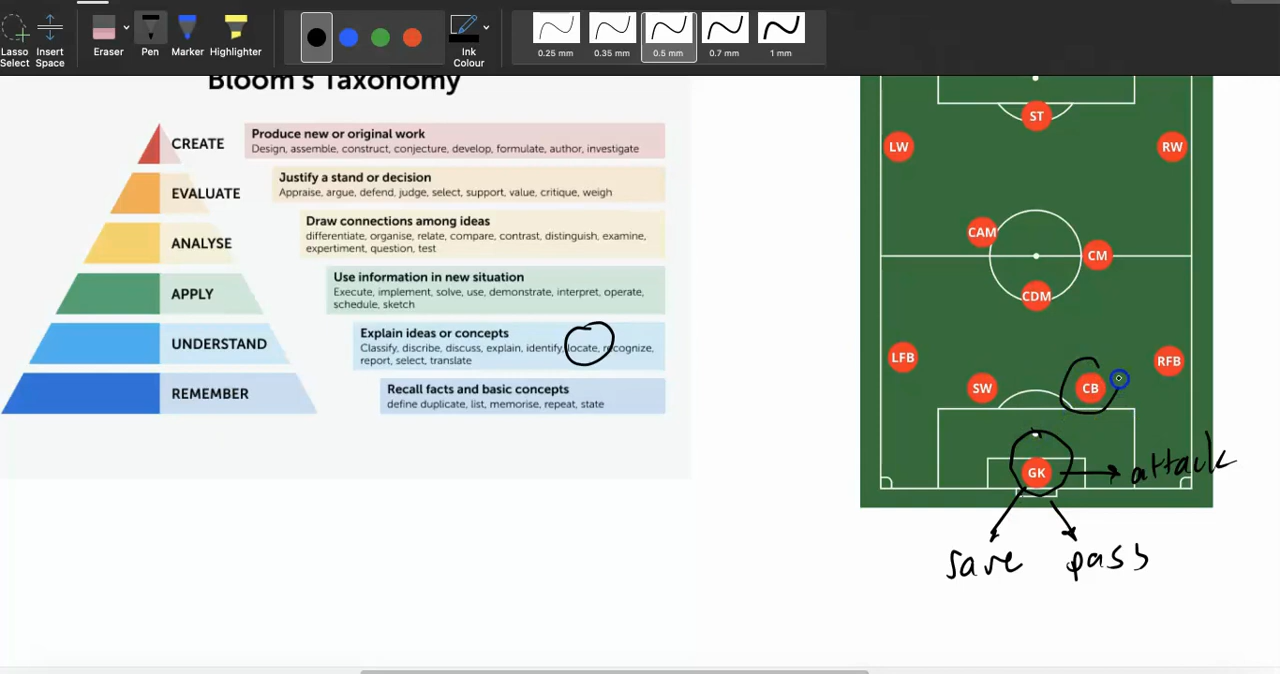 Lasso
Select
Insert
Space
Eraser
Pen
Marker
Highlighter
Ink
Colour
0.25 mm
0.35 mm
0.5 mm
0.7 mm
1 mm
Bloom's Taxonomy
CREATE
Produce new or original work
Design, assemble, construct, conjecture, develop, formulate, author, investigate
EVALUATE
Justify a stand or decision
Appraise, argue, defend, judge, select, support, value, critique, weigh
ANALYSE
Draw connections among ideas
differentiate, organise, relate, compare, contrast, distinguish, examine,
expertiment, question, test
APPLY
Use information in new situation
Execute, implement, solve, use, demonstrate, interpret, operate,
schedule, sketch
UNDERSTAND
Explain ideas or concepts
Classify, discribe, discuss, explain, identify, locate, recognize,
report, select, translate
REMEMBER
Recall facts and basic concepts
define duplicate, list, memorise, repeat, state
ST
LW
RW
CAM
CM
CDM
LFB
RFB
SW
CB
GK
attack
save
pass